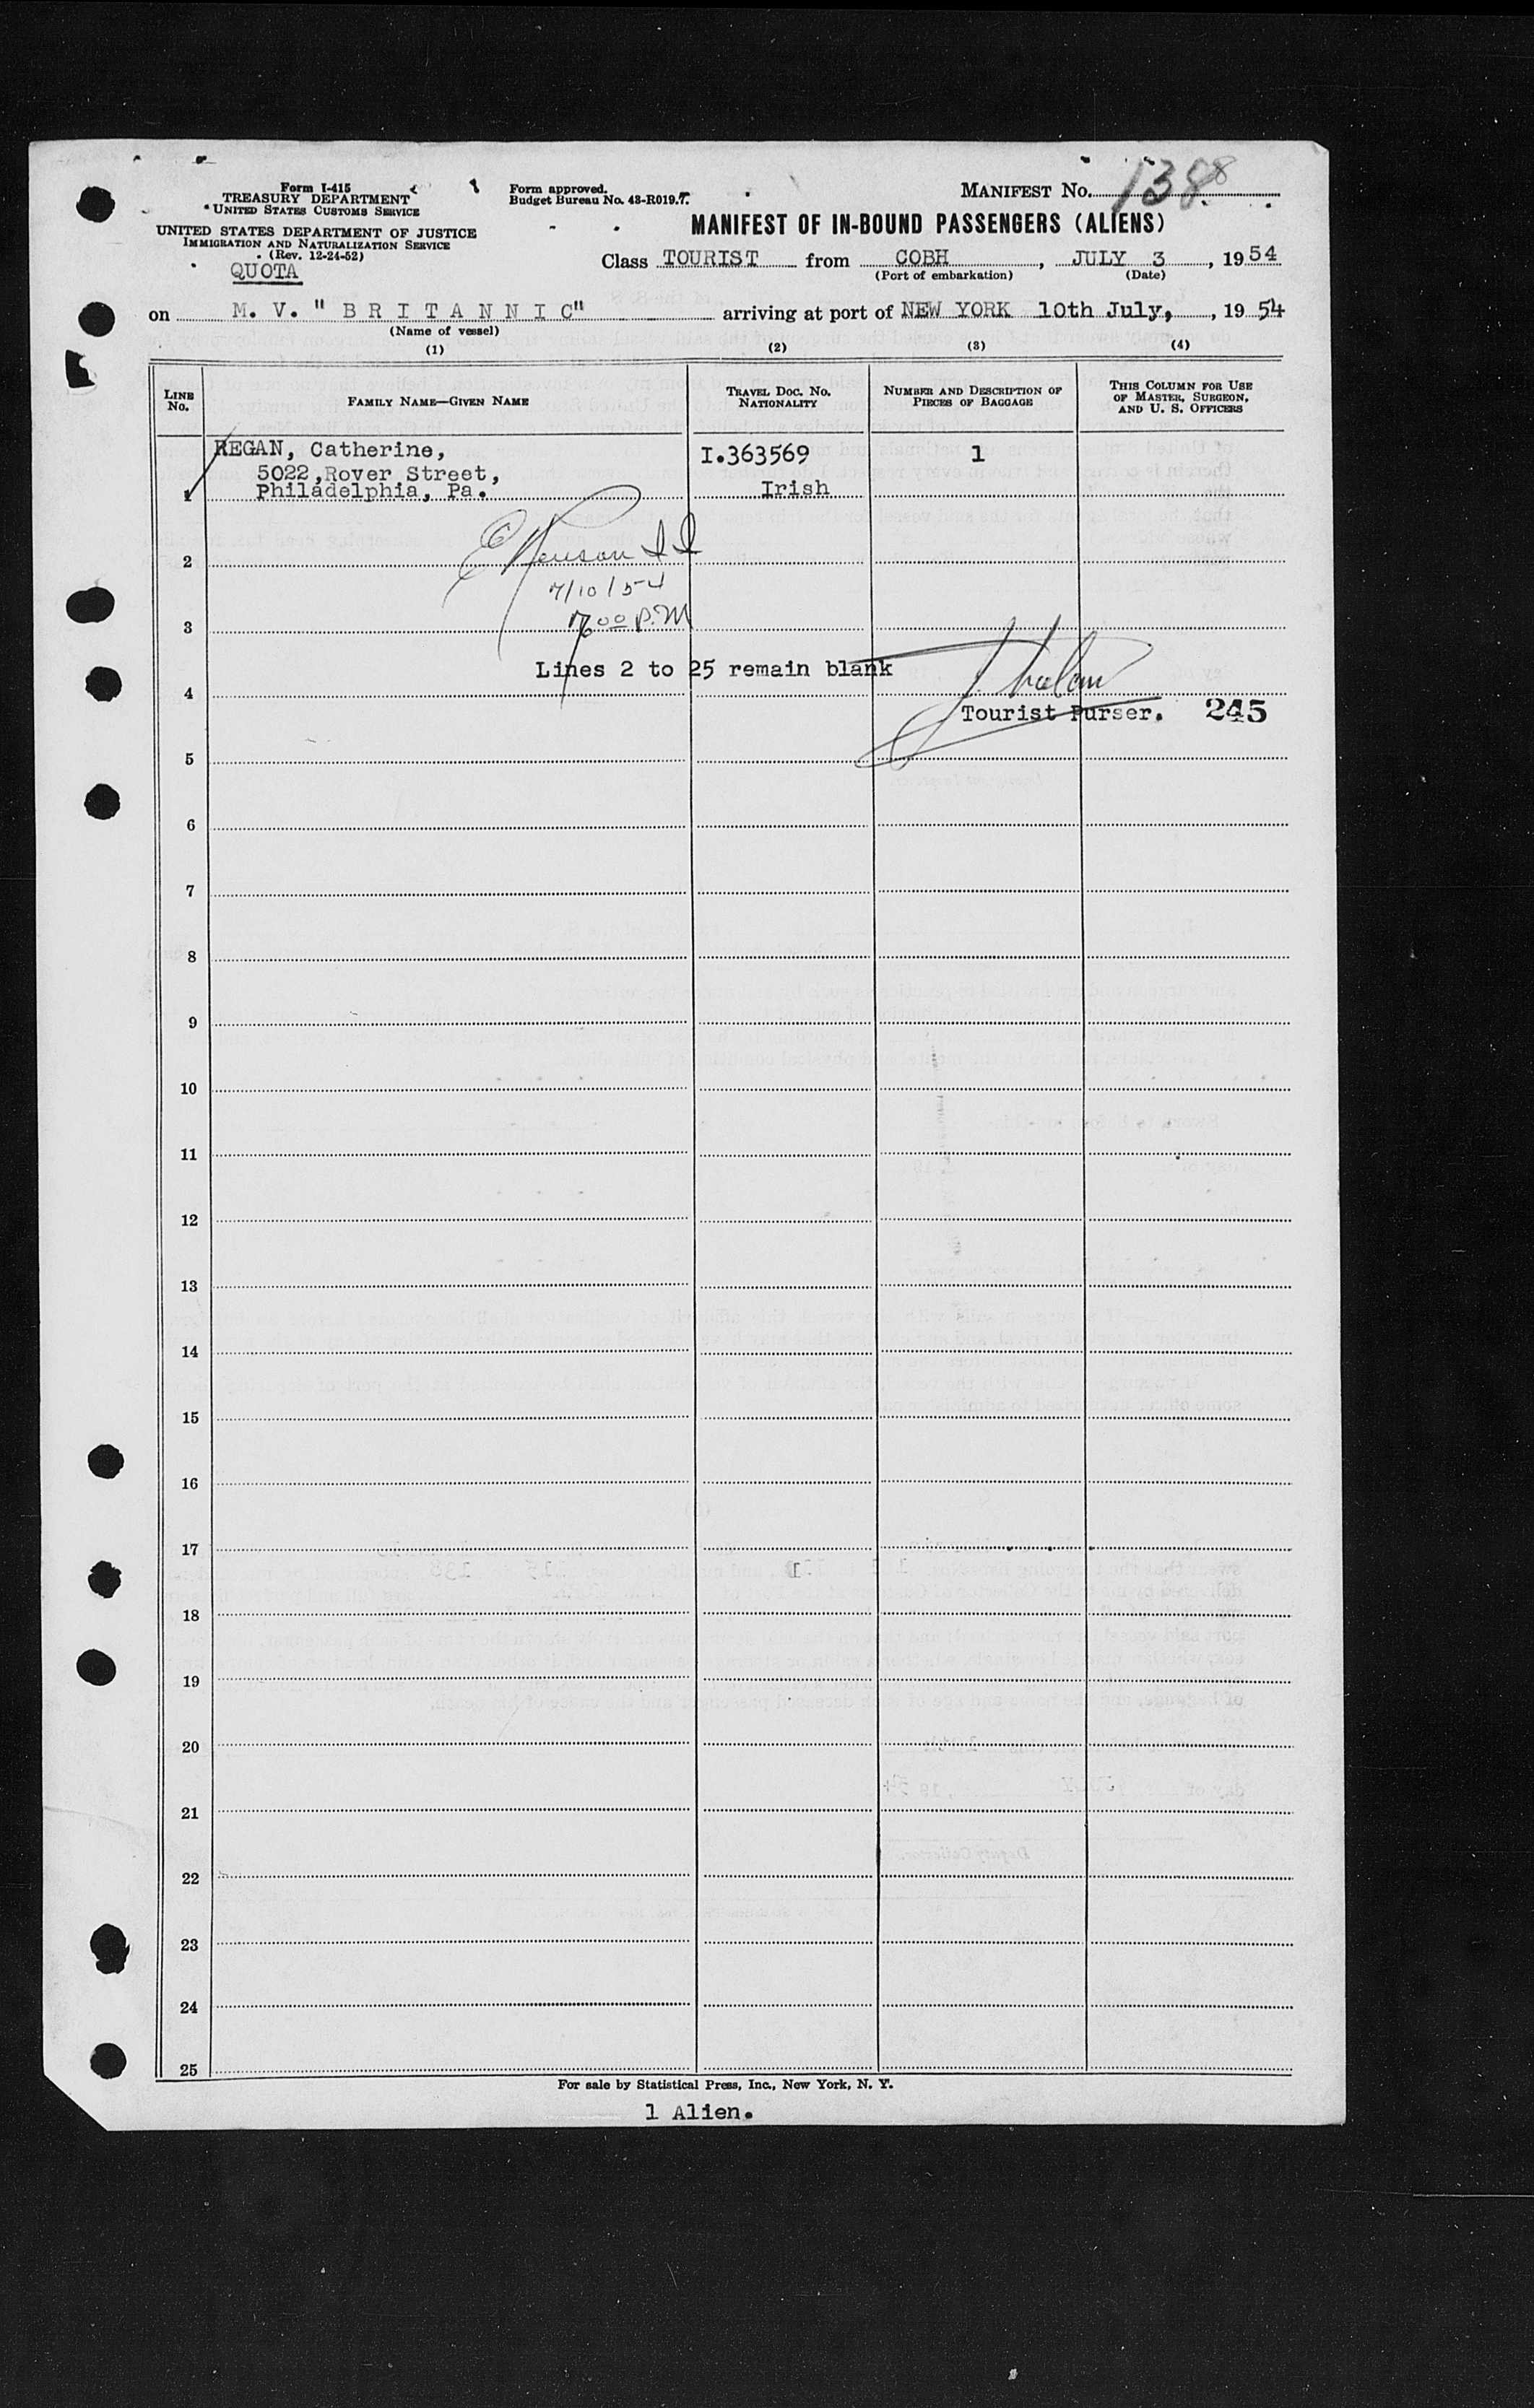 Form I-415
TREASURY DEPARTMENT
UNITED STATES CUSTOMS SERVICE
UNITED STATES DEPARTMENT OF JUSTICE
IMMIGRATION AND NATURALIZATION SERVICE
(Rev. 12-24-52)
QUOTA
Form approved.
Budget Bureau No. 43-R019.7.
MANIFEST NO. 138
MANIFEST OF IN-BOUND PASSENGERS (ALIENS)
Class TOURIST from COBH, JULY 3, 1954
(Port of embarkation) (Date)
on M. V. "BRITANNIC" arriving at port of NEW YORK 10th July, , 1954
(Name of vessel)
(1) (2) (3) (4)
LINE NO. FAMILY NAME—GIVEN NAME TRAVEL DOC. NO. NATIONALITY NUMBER AND DESCRIPTION OF PIECES OF BAGGAGE THIS COLUMN FOR USE OF MASTER, SURGEON, AND U. S. OFFICERS
REGAN, Catherine, I.363569 1
5022, Rover Street,
1 Philadelphia, Pa. Irish
2
7/10/54
3 00 P.M
Lines 2 to 25 remain blank
4
Tourist Purser. 245
5
6
7
8
9
10
11
12
13
14
15
16
17
18
19
20
21
22
23
24
25
For sale by Statistical Press, Inc., New York, N. Y.
1 Alien.